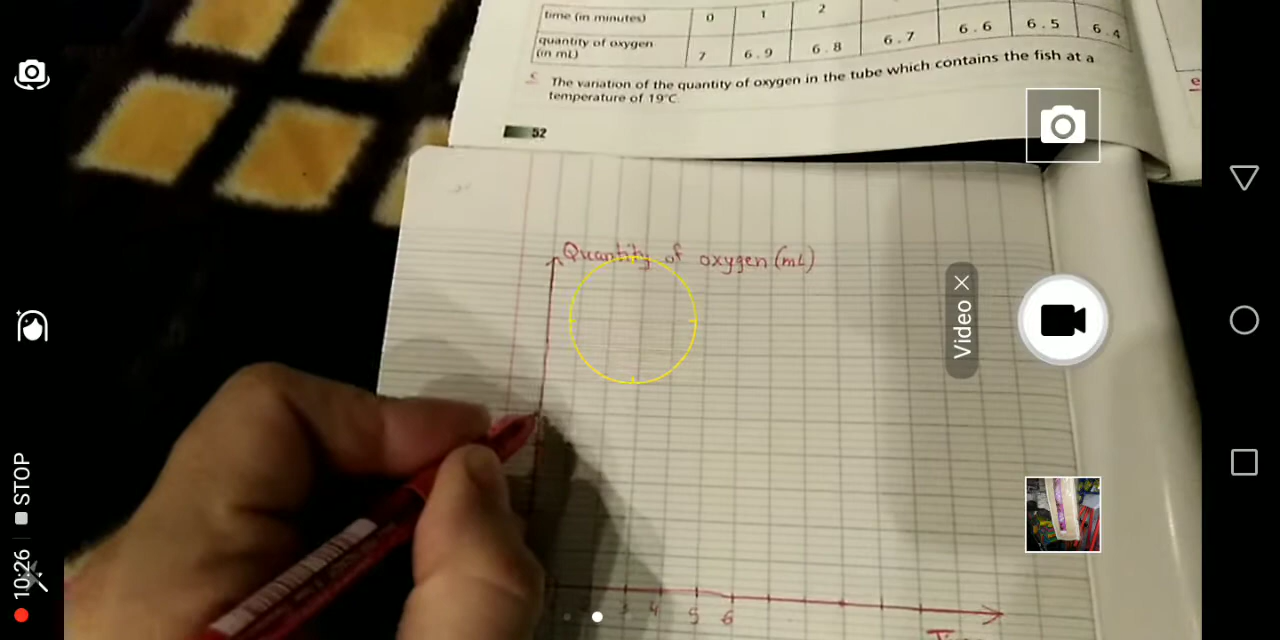 time (in minutes) 0 1 2
quantity of oxygen (in mL) 7 6.9 6.8 6.7 6.6 6.5 6.4
c The variation of the quantity of oxygen in the tube which contains the fish at a
temperature of 19°C.
52
e
Quantity of oxygen (mL)
3 4 5 6
Video X
10:26 STOP